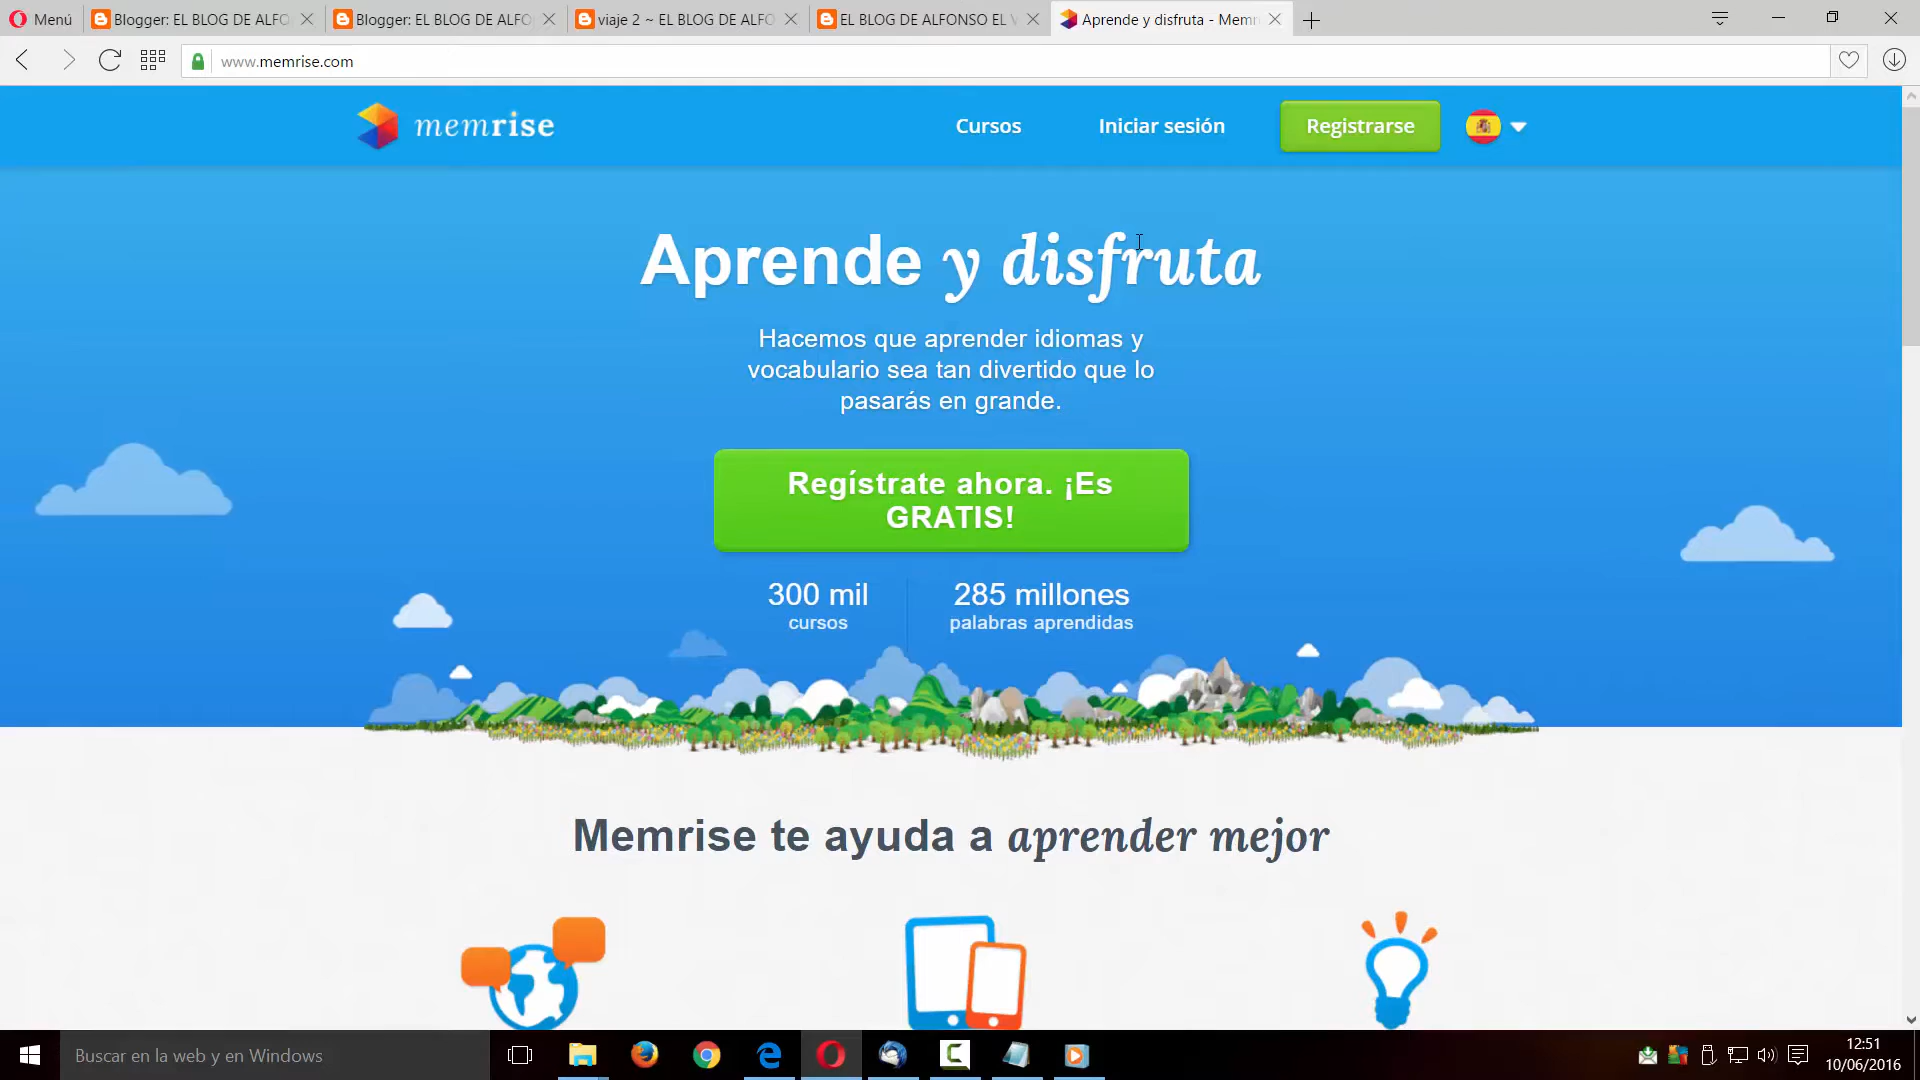 Menú
Blogger: EL BLOG DE ALFO
Blogger: EL BLOG DE ALFO
viaje 2 ~ EL BLOG DE ALFO
EL BLOG DE ALFONSO EL V
Aprende y disfruta - Memr
www.memrise.com
memrise
Cursos
Iniciar sesión
Registrarse
Aprende y disfruta
Hacemos que aprender idiomas y
vocabulario sea tan divertido que lo
pasarás en grande.
Regístrate ahora. ¡Es
GRATIS!
300 mil
cursos
285 millones
palabras aprendidas
Memrise te ayuda a aprender mejor
Buscar en la web y en Windows
12:51
10/06/2016